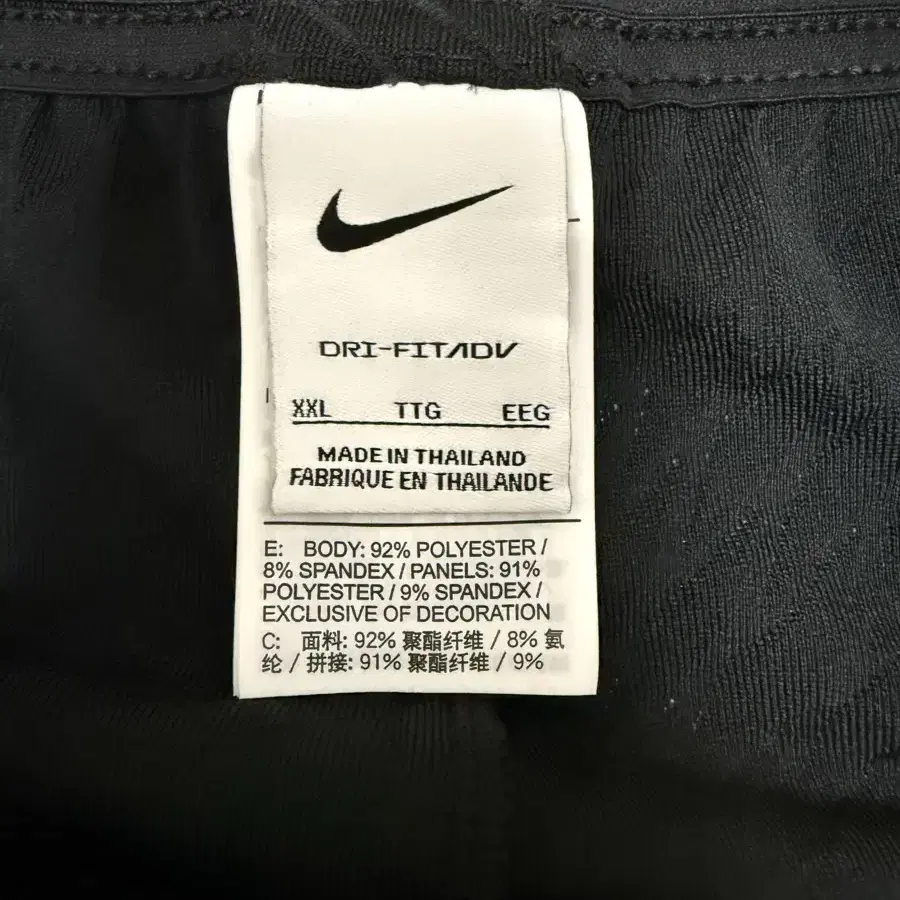 DRI-FIT ADV
XXL TTG EEG
MADE IN THAILAND
FABRIQUE EN THAILANDE
E: BODY: 92% POLYESTER /
8% SPANDEX / PANELS: 91%
POLYESTER / 9% SPANDEX /
EXCLUSIVE OF DECORATION
C: 面料: 92% 聚酯纤维 / 8% 氨
纶 / 拼接: 91% 聚酯纤维 / 9%